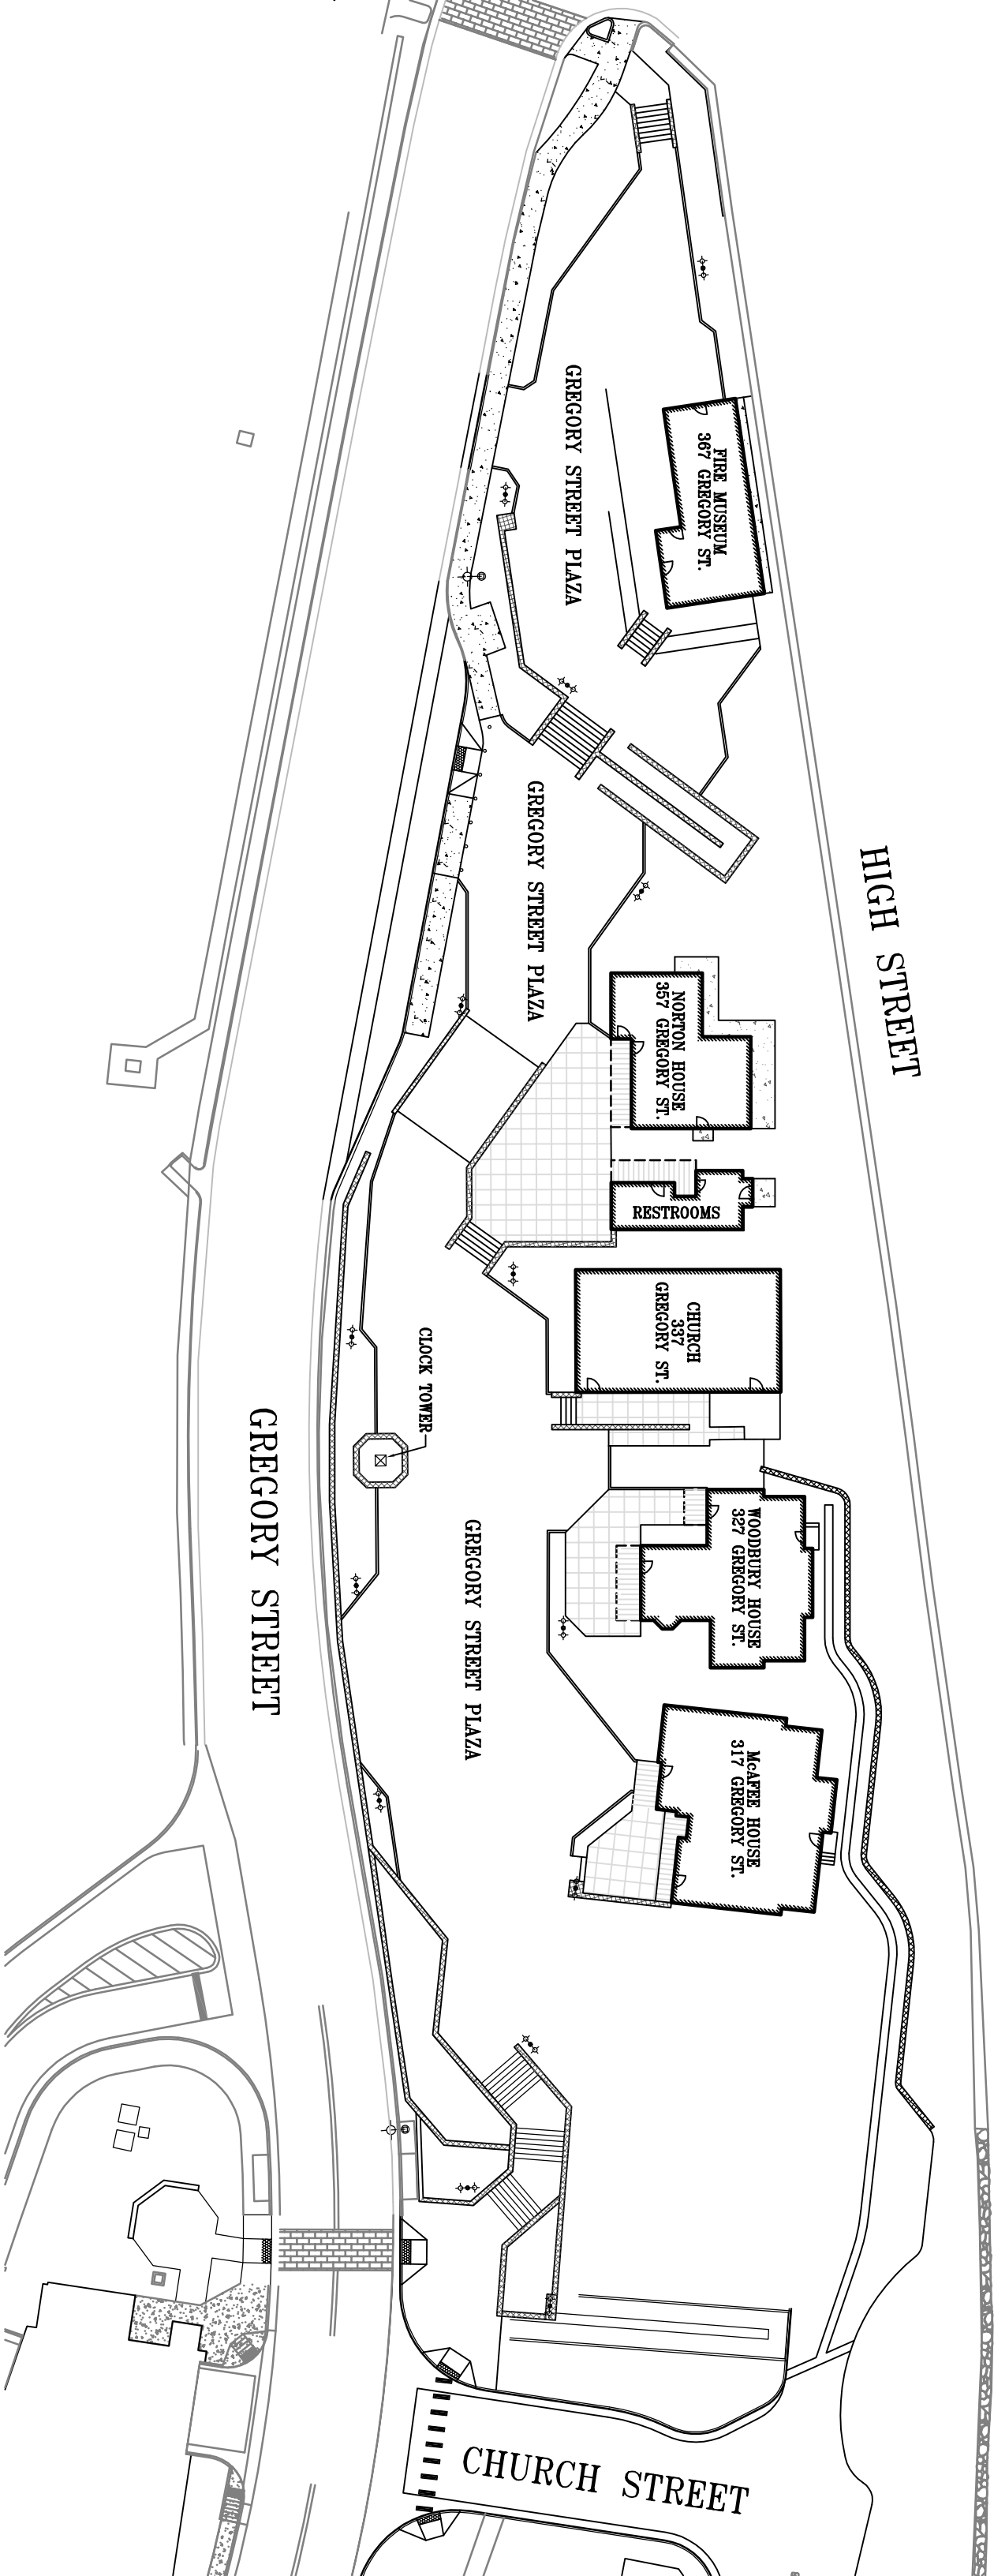 GREGORY STREET PLAZA
FIRE MUSEUM
367 GREGORY ST.
GREGORY STREET PLAZA
HIGH STREET
NORTON HOUSE
357 GREGORY ST.
RESTROOMS
CHURCH
337
GREGORY ST.
CLOCK TOWER
GREGORY STREET
GREGORY STREET PLAZA
WOODBURY HOUSE
327 GREGORY ST.
McAFEE HOUSE
317 GREGORY ST.
CHURCH STREET